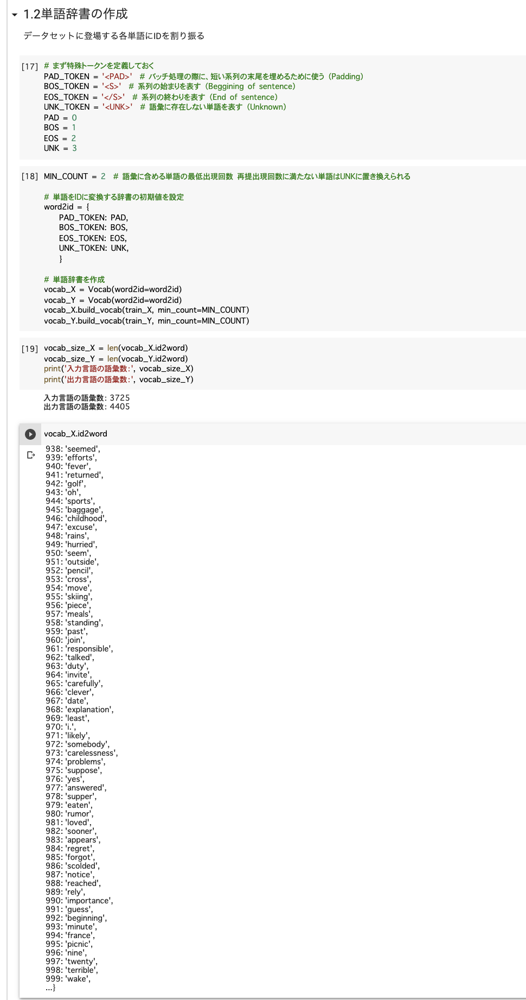 1.2単語辞書の作成
データセットに登場する各単語にIDを割り振る
[17] # まず特殊トークンを定義しておく
PAD_TOKEN = '<PAD>'  # バッチ処理の際に、短い系列の末尾を埋めるために使う (Padding)
BOS_TOKEN = '<S>'  # 系列の始まりを表す (Beggining of sentence)
EOS_TOKEN = '</S>'  # 系列の終わりを表す (End of sentence)
UNK_TOKEN = '<UNK>'  # 語彙に存在しない単語を表す (Unknown)
PAD = 0
BOS = 1
EOS = 2
UNK = 3
[18] MIN_COUNT = 2  # 語彙に含める単語の最低出現回数 再提出現回数に満たない単語はUNKに置き換えられる
# 単語をIDに変換する辞書の初期値を設定
word2id = {
    PAD_TOKEN: PAD,
    BOS_TOKEN: BOS,
    EOS_TOKEN: EOS,
    UNK_TOKEN: UNK,
    }
# 単語辞書を作成
vocab_X = Vocab(word2id=word2id)
vocab_Y = Vocab(word2id=word2id)
vocab_X.build_vocab(train_X, min_count=MIN_COUNT)
vocab_Y.build_vocab(train_Y, min_count=MIN_COUNT)
[19] vocab_size_X = len(vocab_X.id2word)
vocab_size_Y = len(vocab_Y.id2word)
print('入力言語の語彙数:', vocab_size_X)
print('出力言語の語彙数:', vocab_size_Y)
入力言語の語彙数: 3725
出力言語の語彙数: 4405
vocab_X.id2word
938: 'seemed',
939: 'efforts',
940: 'fever',
941: 'returned',
942: 'golf',
943: 'oh',
944: 'sports',
945: 'baggage',
946: 'childhood',
947: 'excuse',
948: 'rains',
949: 'hurried',
950: 'seem',
951: 'outside',
952: 'pencil',
953: 'cross',
954: 'move',
955: 'skiing',
956: 'piece',
957: 'meals',
958: 'standing',
959: 'past',
960: 'join',
961: 'responsible',
962: 'talked',
963: 'duty',
964: 'invite',
965: 'carefully',
966: 'clever',
967: 'date',
968: 'explanation',
969: 'least',
970: 'i.',
971: 'likely',
972: 'somebody',
973: 'carelessness',
974: 'problems',
975: 'suppose',
976: 'yes',
977: 'answered',
978: 'supper',
979: 'eaten',
980: 'rumor',
981: 'loved',
982: 'sooner',
983: 'appears',
984: 'regret',
985: 'forgot',
986: 'scolded',
987: 'notice',
988: 'reached',
989: 'rely',
990: 'importance',
991: 'guess',
992: 'beginning',
993: 'minute',
994: 'france',
995: 'picnic',
996: 'nine',
997: 'twenty',
998: 'terrible',
999: 'wake',
...}